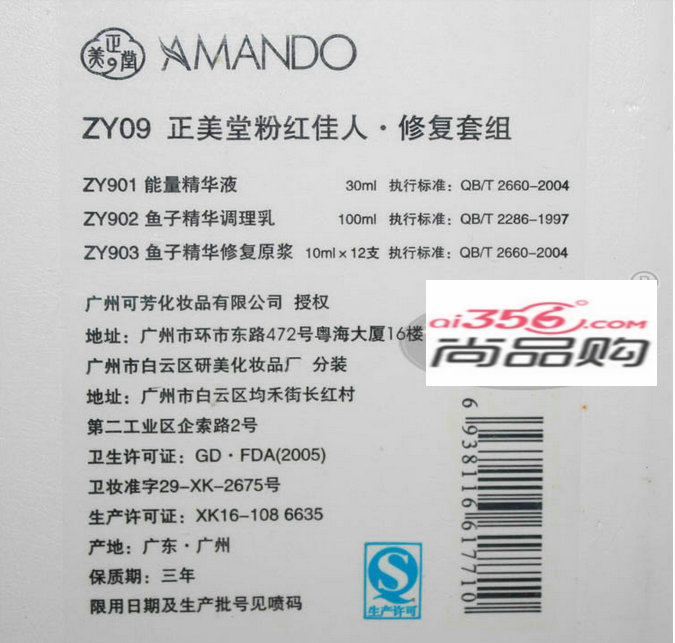 正美堂 AMANDO
ZY09 正美堂粉红佳人·修复套组
ZY901 能量精华液 30ml 执行标准：QB/T 2660-2004
ZY902 鱼子精华调理乳 100ml 执行标准：QB/T 2286-1997
ZY903 鱼子精华修复原浆 10ml×12支 执行标准：QB/T 2660-2004
广州可芳化妆品有限公司 授权
地址：广州市环市东路472号粤海大厦16楼
广州市白云区研美化妆品厂 分装
地址：广州市白云区均禾街长红村
第二工业区企索路2号
卫生许可证：GD·FDA(2005)
卫妆准字29-XK-2675号
生产许可证：XK16-108 6635
产地：广东·广州
保质期：三年
限用日期及生产批号见喷码
ai356.com
尚品购
R
6 938116 617710
生产许可